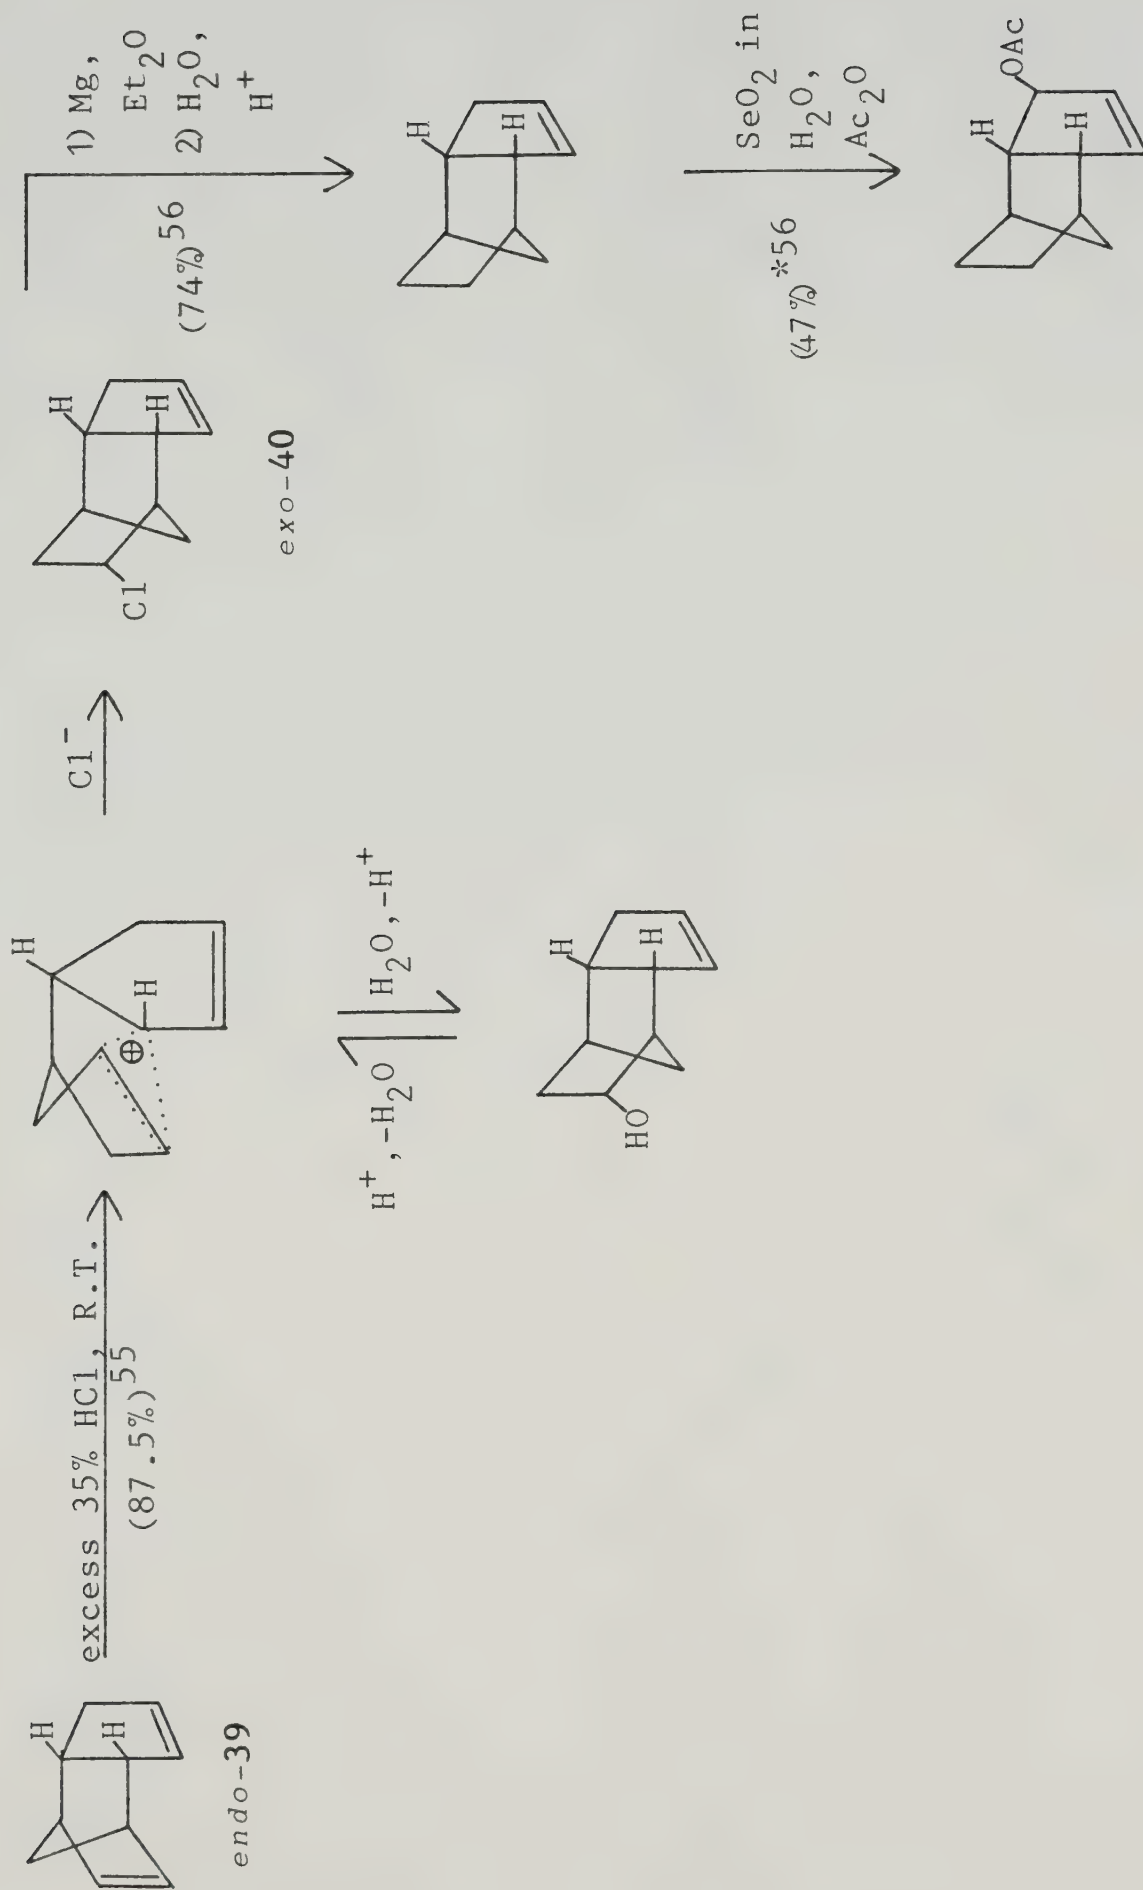 excess 35% HCl, R.T.
(87.5%)55
H
H
endo-39
H
H
⊕
H+, -H2O
H2O, -H+
H
H
HO
Cl-
H
H
Cl
exo-40
1) Mg,
Et2O
2) H2O,
H+
(74%)56
H
H
SeO2 in
H2O,
Ac2O
(47%)*56
OAc
H
H